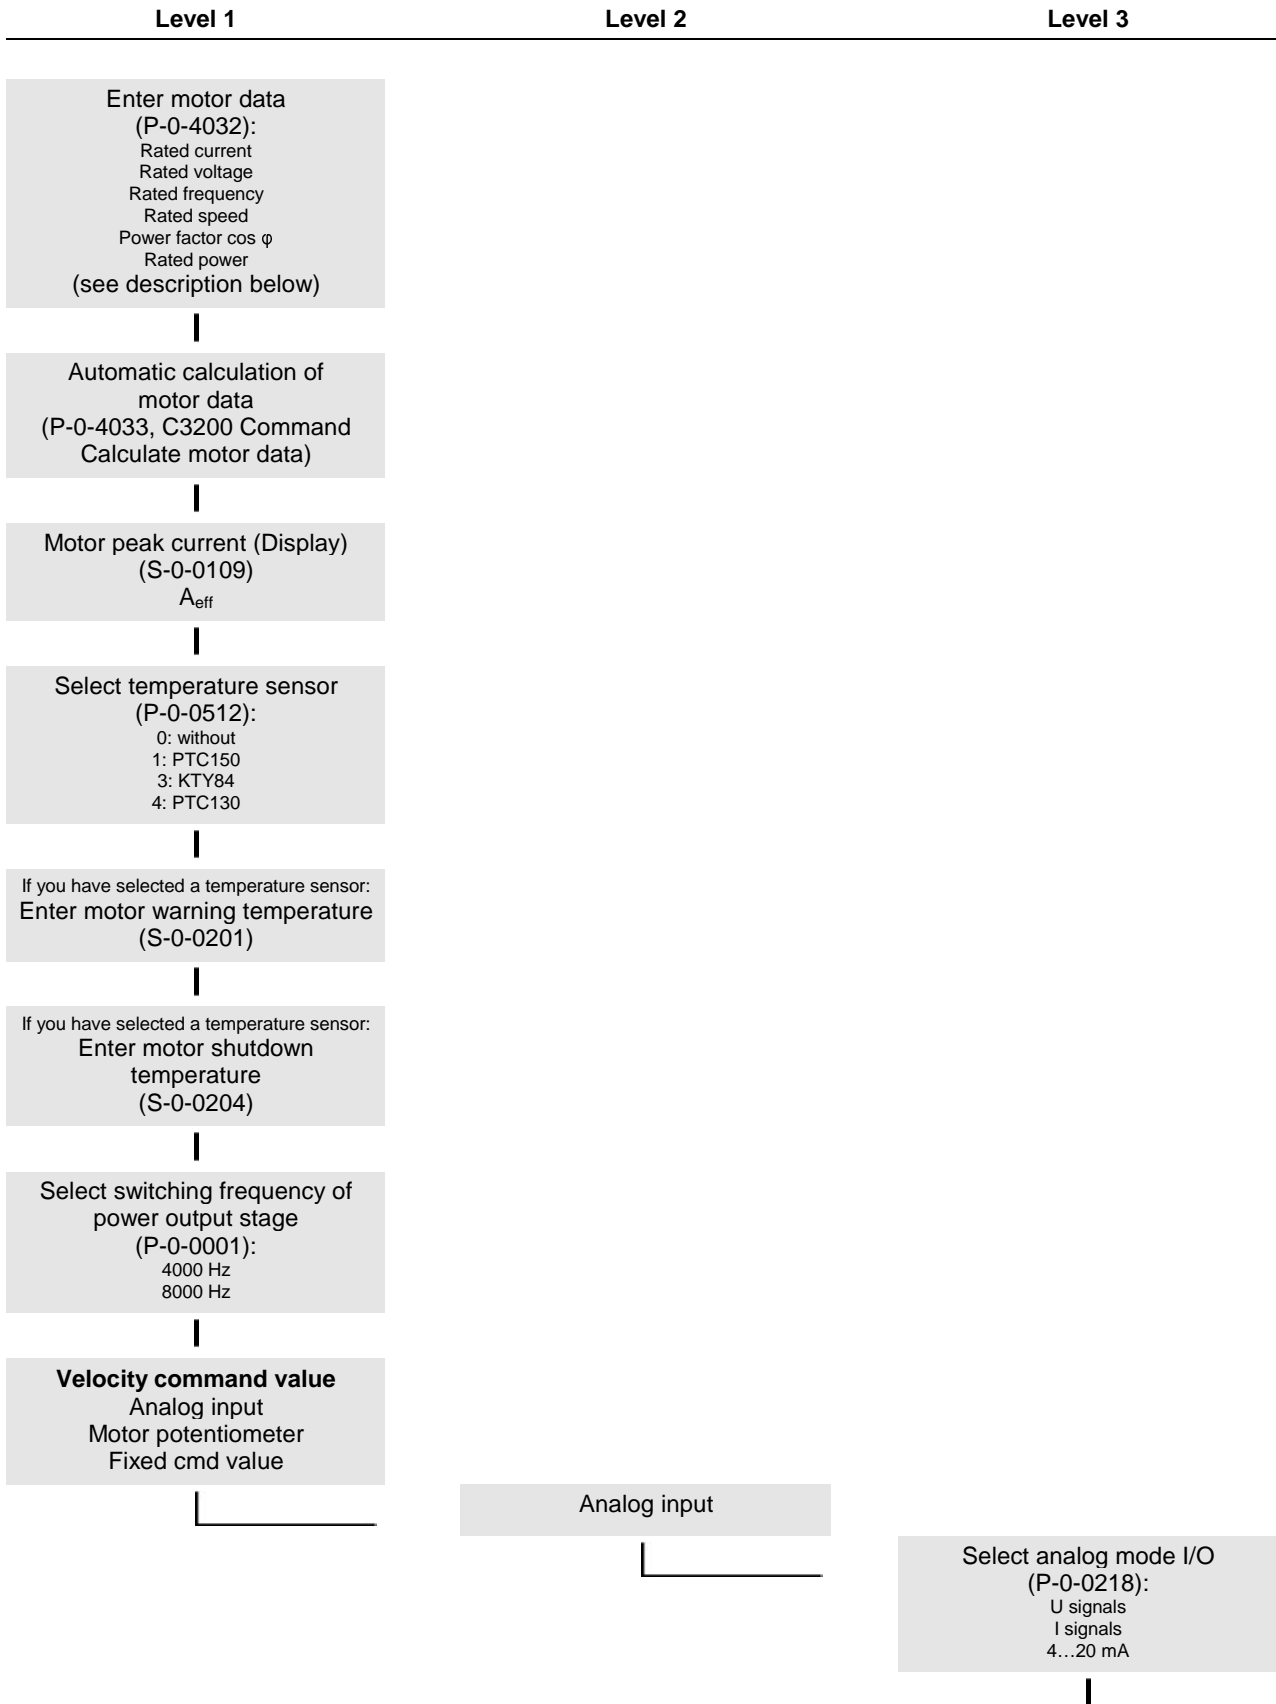 Level 1 Level 2 Level 3
Enter motor data
(P-0-4032):
Rated current
Rated voltage
Rated frequency
Rated speed
Power factor cos φ
Rated power
(see description below)
Automatic calculation of
motor data
(P-0-4033, C3200 Command
Calculate motor data)
Motor peak current (Display)
(S-0-0109)
Aeff
Select temperature sensor
(P-0-0512):
0: without
1: PTC150
3: KTY84
4: PTC130
If you have selected a temperature sensor:
Enter motor warning temperature
(S-0-0201)
If you have selected a temperature sensor:
Enter motor shutdown
temperature
(S-0-0204)
Select switching frequency of
power output stage
(P-0-0001):
4000 Hz
8000 Hz
Velocity command value
Analog input
Motor potentiometer
Fixed cmd value
Analog input
Select analog mode I/O
(P-0-0218):
U signals
I signals
4…20 mA